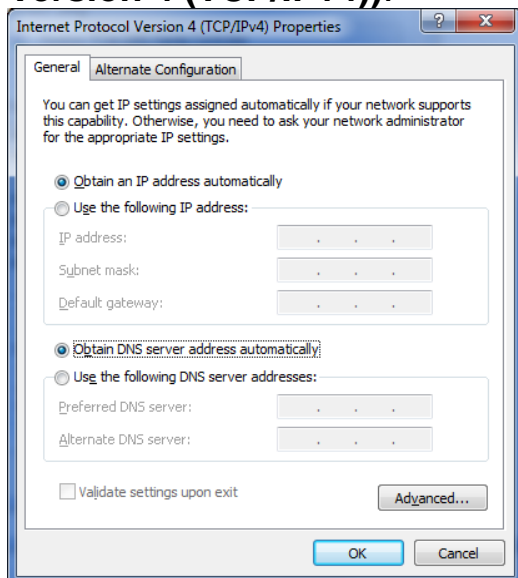 Version 4 (TCP/IPv4)):
Internet Protocol Version 4 (TCP/IPv4) Properties
General Alternate Configuration
You can get IP settings assigned automatically if your network supports
this capability. Otherwise, you need to ask your network administrator
for the appropriate IP settings.
Obtain an IP address automatically
Use the following IP address:
IP address:
Subnet mask:
Default gateway:
Obtain DNS server address automatically
Use the following DNS server addresses:
Preferred DNS server:
Alternate DNS server:
Validate settings upon exit
Advanced...
OK Cancel